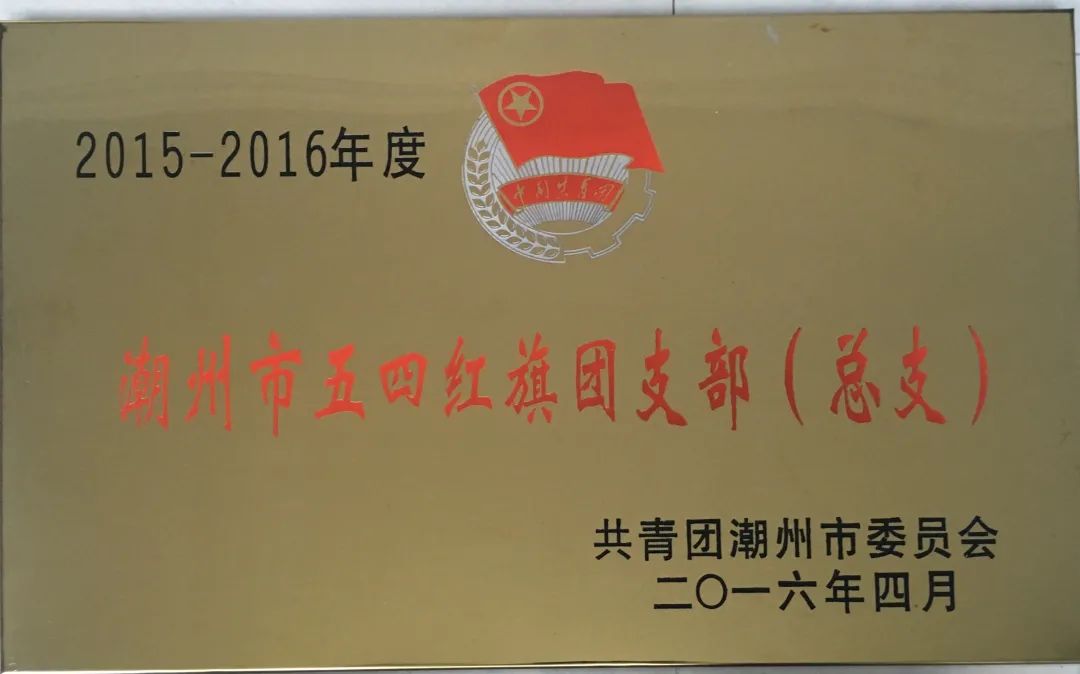 2015-2016年度
中国共青团
潮州市五四红旗团支部(总支)
共青团潮州市委员会
二〇一六年四月